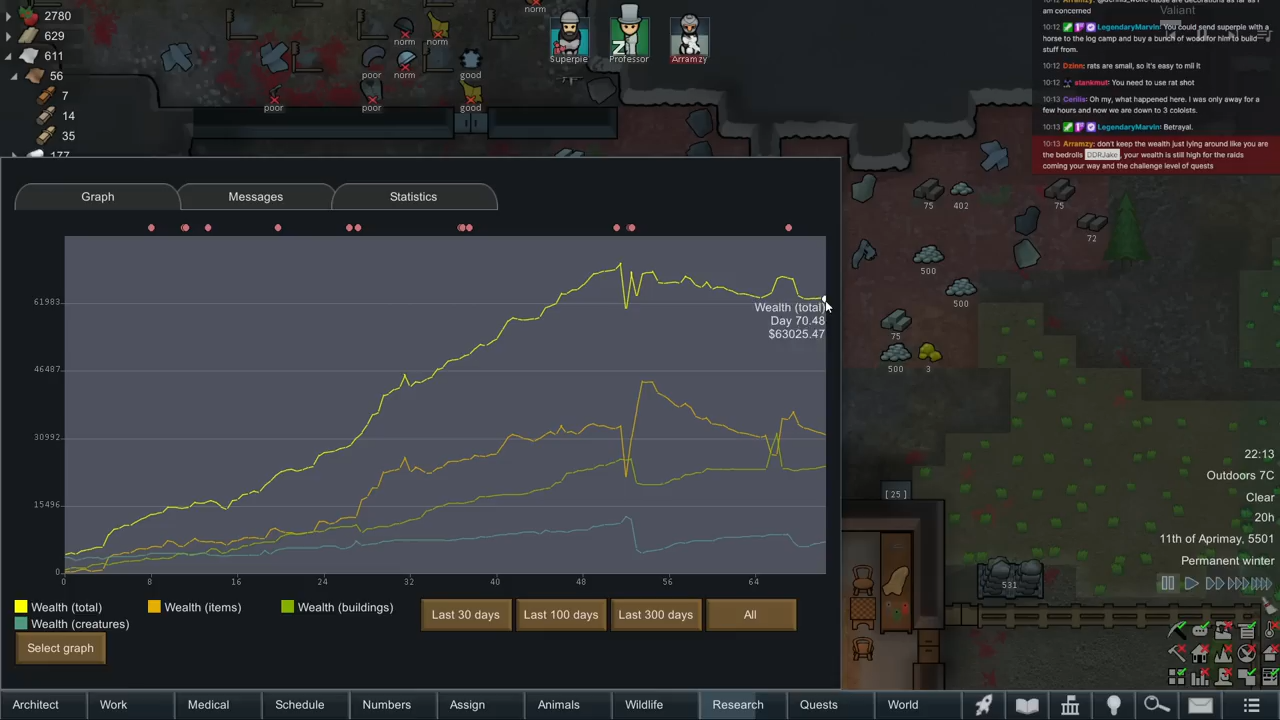 2780
629
611
56
7
14
35
177
norm
norm
norm
poor
norm
good
poor
poor
good
Superpie
Professor
Arramzy
Z
Valiant
I
am concerned
10:12 LegendaryMarvin: You could send superpie with a
horse to the log camp and buy a bunch of wood for him to build
stuff from.
10:12 Dzinn: rats are small, so it's easy to mil it
10:12 stankmut: You need to use rat shot
10:13 Ceriiis: Oh my, what happened here. I was only away for a
few hours and now we are down to 3 coloists.
10:13 LegendaryMarvin: Betrayal.
10:13 Arramzy: don't keep the wealth just lying around like you are
the bedrolls DDRJake, your wealth is still high for the raids
coming your way and the challenge level of quests
Graph
Messages
Statistics
61983
46487
30992
15496
0
0
8
16
24
32
40
48
56
64
Wealth (total)
Day 70.48
$63025.47
Wealth (total)
Wealth (items)
Wealth (buildings)
Wealth (creatures)
Last 30 days
Last 100 days
Last 300 days
All
Select graph
75
402
75
72
500
500
75
500
3
[ 25 ]
531
22:13
Outdoors 7C
Clear
20h
11th of Aprimay, 5501
Permanent winter
Architect
Work
Medical
Schedule
Numbers
Assign
Animals
Wildlife
Research
Quests
World